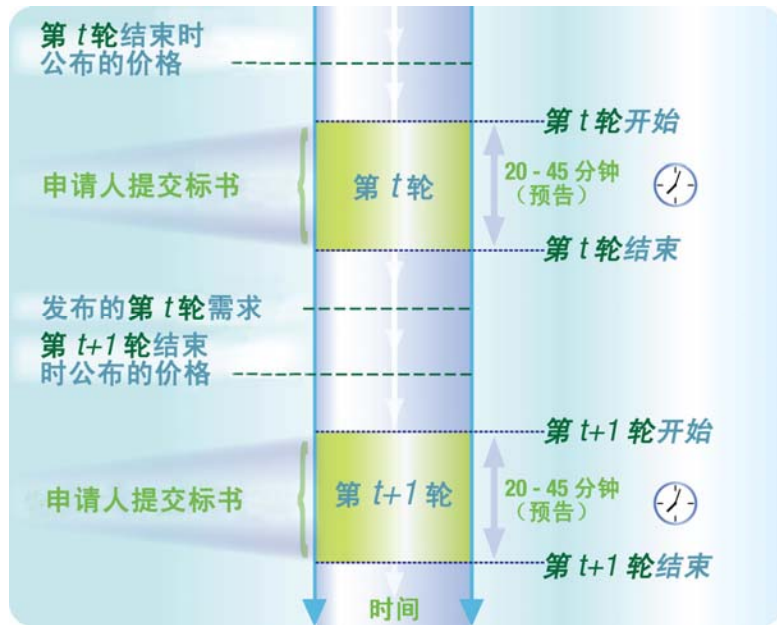 第 t 轮结束时
公布的价格
第 t 轮开始
申请人提交标书
第 t 轮
20 - 45 分钟
（预告）
第 t 轮结束
发布的第 t 轮需求
第 t+1 轮结束
时公布的价格
第 t+1 轮开始
申请人提交标书
第 t+1 轮
20 - 45 分钟
（预告）
第 t+1 轮结束
时间